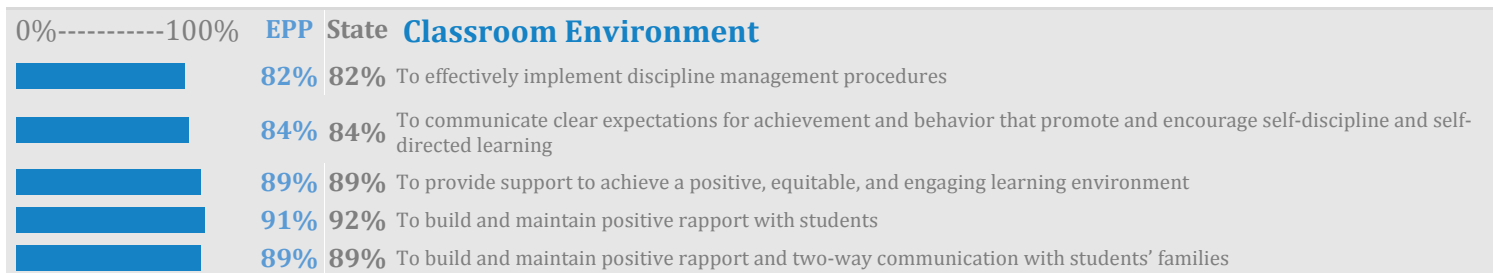 0%-----------100% EPP State Classroom Environment
82% 82% To effectively implement discipline management procedures
84% 84% To communicate clear expectations for achievement and behavior that promote and encourage self-discipline and self-
directed learning
89% 89% To provide support to achieve a positive, equitable, and engaging learning environment
91% 92% To build and maintain positive rapport with students
89% 89% To build and maintain positive rapport and two-way communication with students’ families